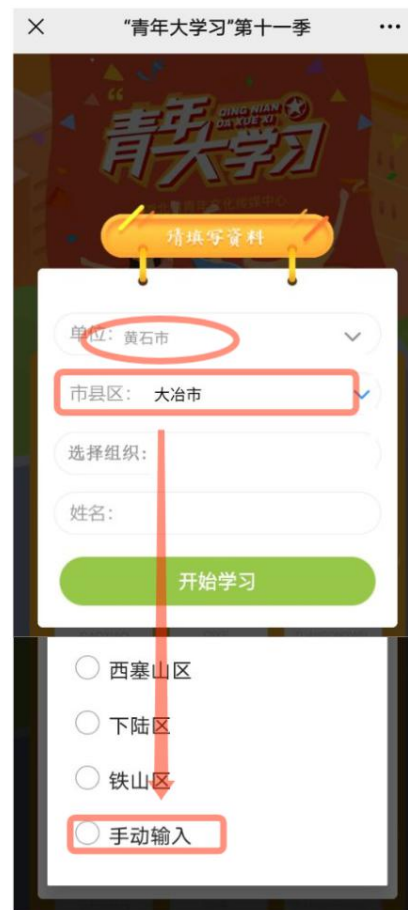 “青年大学习”第十一季
QING NIAN
DA XUE XI
青年
大学习
请填写资料
单位：黄石市
市县区：大冶市
选择组织：
姓名：
开始学习
西塞山区
下陆区
铁山区
手动输入